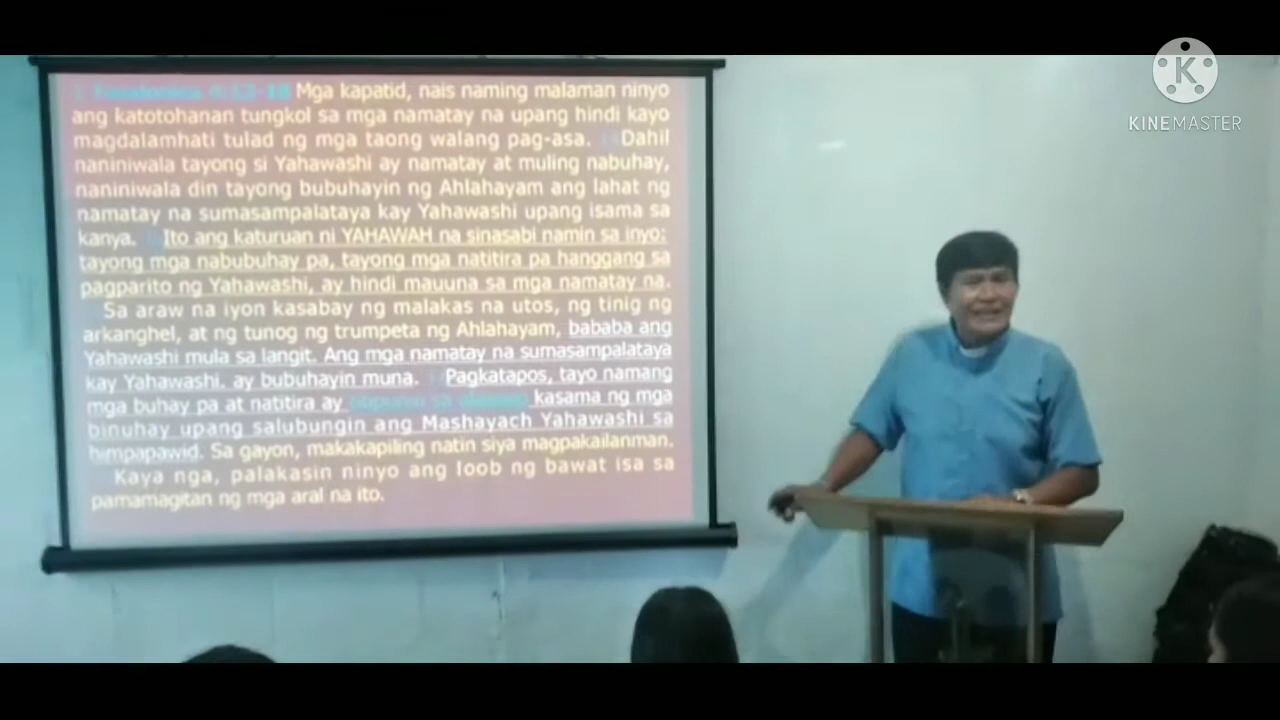 4:13-18 Mga kapatid, nais naming malaman ninyo
ang katotohanan tungkol sa mga namatay na upang hindi kayo
magdalamhati tulad ng mga taong walang pag-asa. Dahil
naniniwala tayong si Yahawashi ay namatay at muling nabuhay,
naniniwala din tayong bubuhayin ng Ahlahayam ang lahat ng
namatay na sumasampalataya kay Yahawashi upang isama sa
kanya. Ito ang katuruan ni YAHAWAH na sinasabi namin sa inyo:
tayong mga nabubuhay pa, tayong mga natitira pa hanggang sa
pagparito ng Yahawashi, ay hindi mauuna sa mga namatay na.
Sa araw na iyon kasabay ng malakas na utos, ng tinig ng
arkanghel, at ng tunog ng trumpeta ng Ahlahayam, bababa ang
Yahawashi mula sa langit. Ang mga namatay na sumasampalataya
kay Yahawashi. ay bubuhayin muna. Pagkatapos, tayo namang
mga buhay pa at natitira ay kasama ng mga
binuhay upang salubungin ang Mashayach Yahawashi sa
himpapawid. Sa gayon, makakapiling natin siya magpakailanman.
Kaya nga, palakasin ninyo ang loob ng bawat isa sa
pamamagitan ng mga aral na ito.
K
KINEMASTER